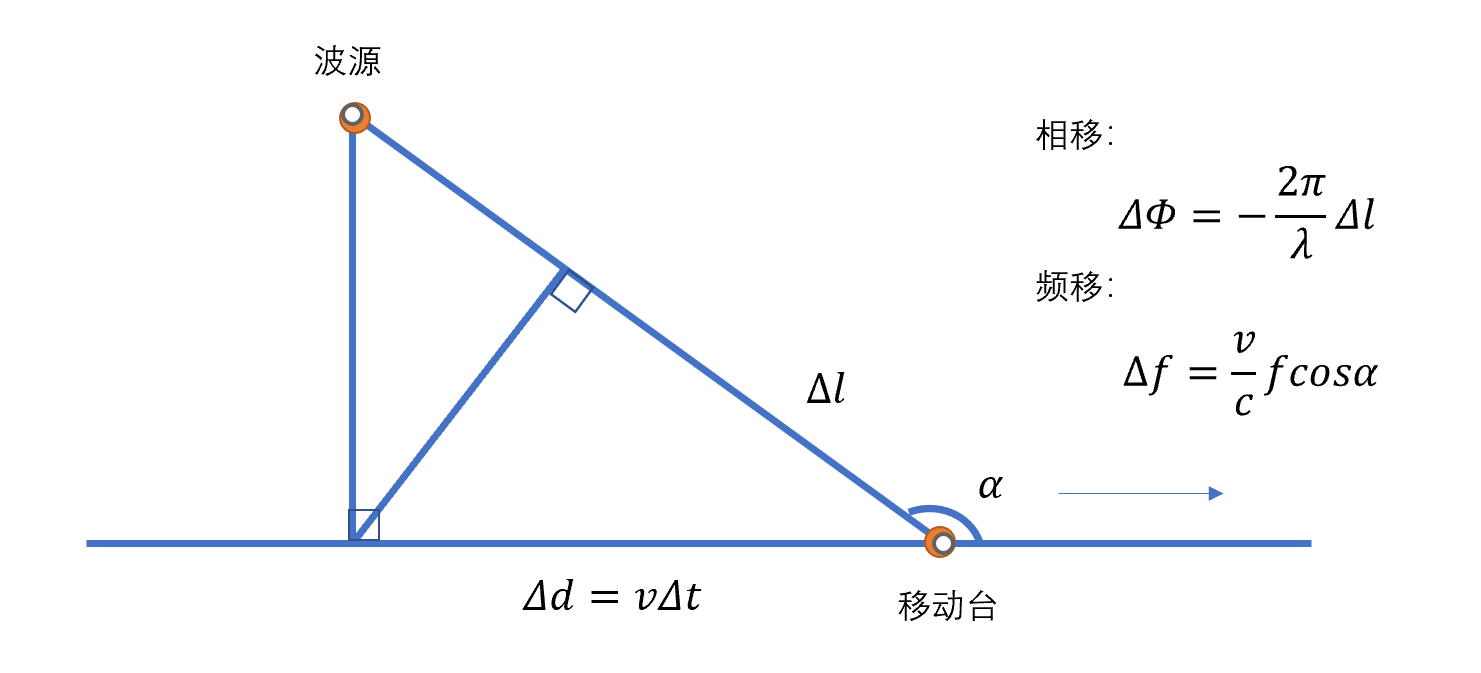 波源
相移：
ΔΦ = −2π/λ Δl
频移：
Δf = v/c fcosα
Δl
α
Δd = vΔt
移动台